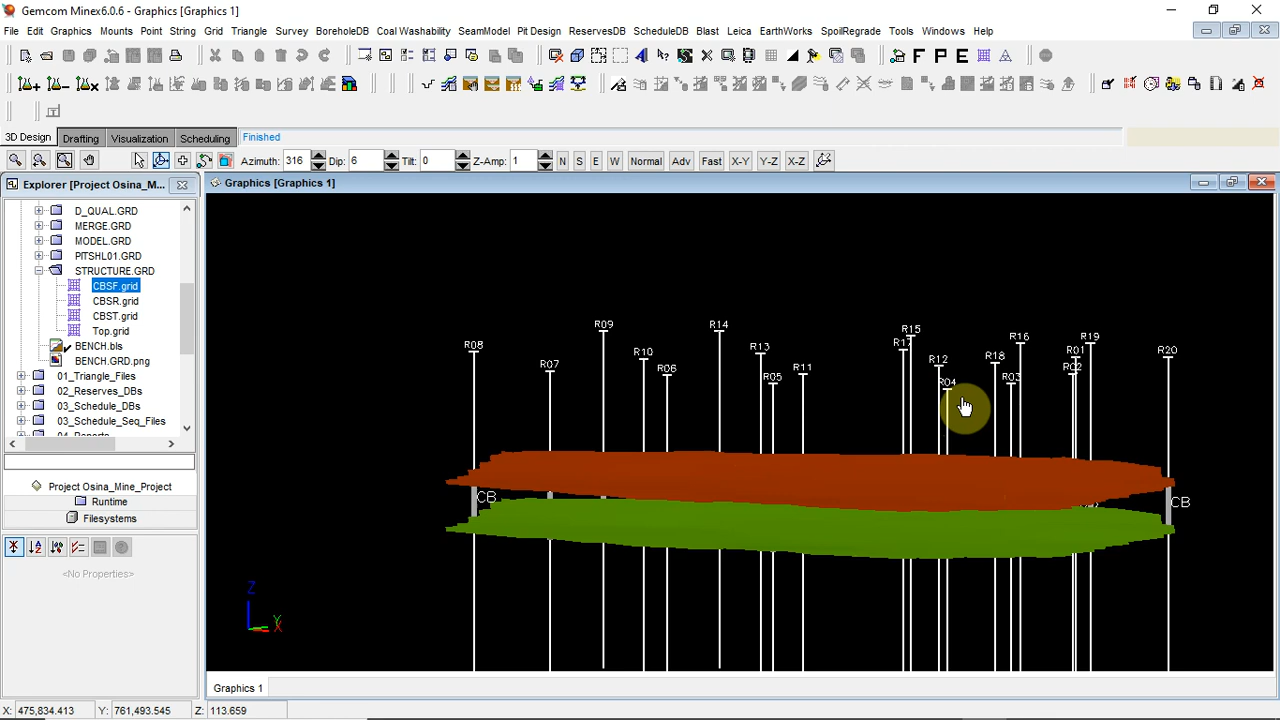 Gemcom Minex6.0.6 - Graphics [Graphics 1]
File Edit Graphics Mounts Point String Grid Triangle Survey BoreholeDB Coal Washability SeamModel Pit Design ReservesDB ScheduleDB Blast Leica EarthWorks SpoilRegrade Tools Windows Help
F P E
3D Design Drafting Visualization Scheduling Finished
Azimuth: 316 Dip: 6 Tilt: 0 Z-Amp: 1 N S E W Normal Adv Fast X-Y Y-Z X-Z
Explorer [Project Osina_M... Graphics [Graphics 1]
D_QUAL.GRD
MERGE.GRD
MODEL.GRD
PITSHL01.GRD
STRUCTURE.GRD
CBSF.grid
CBSR.grid
CBST.grid
Top.grid
BENCH.bls
BENCH.GRD.png
01_Triangle_Files
02_Reserves_DBs
03_Schedule_DBs
03_Schedule_Seq_Files
04_Reports
Project Osina_Mine_Project
Runtime
Filesystems
<No Properties>
R08 R07 R09 R10 R06 R14 R13 R05 R11 R17 R15 R12 R04 R18 R03 R16 R01 R02 R19 R20
CB CB
Z
Y
X
Graphics 1
X: 475,834.413 Y: 761,493.545 Z: 113.659